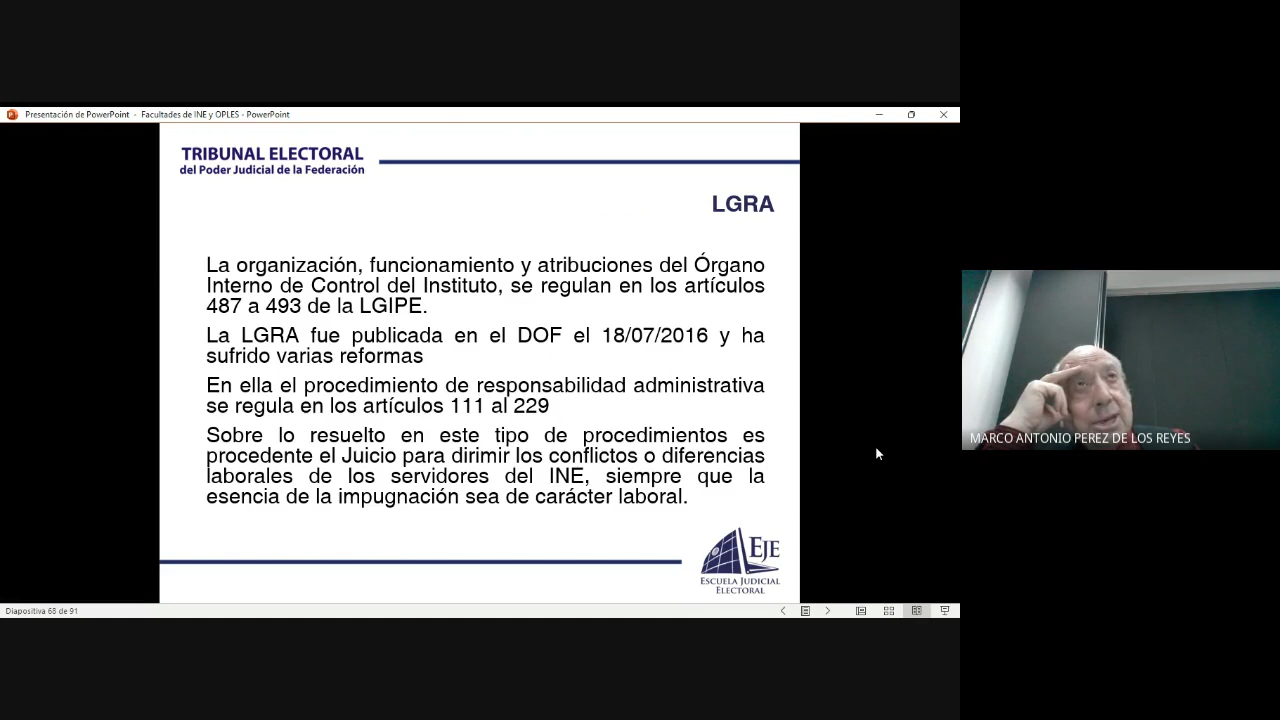 Presentación de PowerPoint - Facultades de INE y OPLES - PowerPoint
TRIBUNAL ELECTORAL
del Poder Judicial de la Federación
LGRA
La organización, funcionamiento y atribuciones del Órgano
Interno de Control del Instituto, se regulan en los artículos
487 a 493 de la LGIPE.
La LGRA fue publicada en el DOF el 18/07/2016 y ha
sufrido varias reformas
En ella el procedimiento de responsabilidad administrativa
se regula en los artículos 111 al 229
Sobre lo resuelto en este tipo de procedimientos es
procedente el Juicio para dirimir los conflictos o diferencias
laborales de los servidores del INE, siempre que la
esencia de la impugnación sea de carácter laboral.
EJE
ESCUELA JUDICIAL
ELECTORAL
Diapositiva 68 de 91
MARCO ANTONIO PEREZ DE LOS REYES